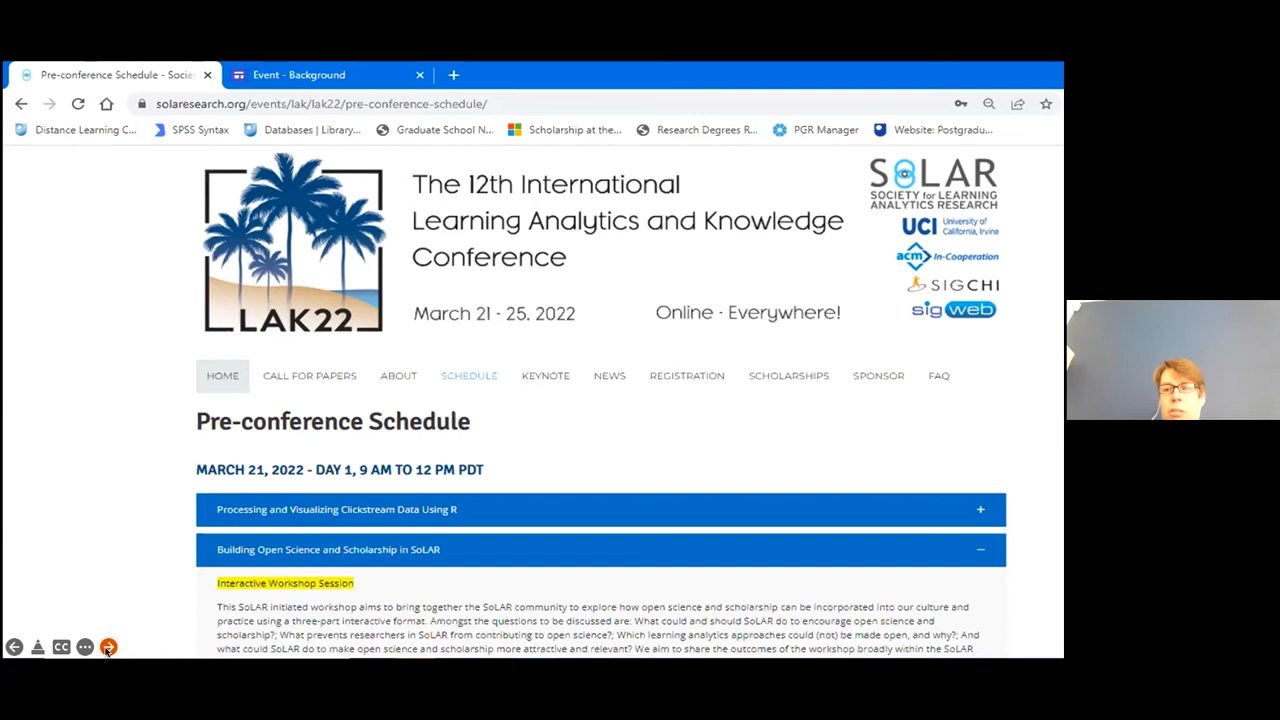 Pre-conference Schedule - Socie
Event - Background
solaresearch.org/events/lak/lak22/pre-conference-schedule/
Distance Learning C...
SPSS Syntax
Databases | Library...
Graduate School N...
Scholarship at the...
Research Degrees R...
PGR Manager
Website: Postgradu...
LAK22
The 12th International
Learning Analytics and Knowledge
Conference
March 21 - 25, 2022
Online - Everywhere!
SOLAR
SOCIETY for LEARNING
ANALYTICS RESEARCH
UCI University of
California, Irvine
acm In-Cooperation
SIGCHI
sigweb
HOME
CALL FOR PAPERS
ABOUT
SCHEDULE
KEYNOTE
NEWS
REGISTRATION
SCHOLARSHIPS
SPONSOR
FAQ
Pre-conference Schedule
MARCH 21, 2022 - DAY 1, 9 AM TO 12 PM PDT
Processing and Visualizing Clickstream Data Using R +
Building Open Science and Scholarship in SoLAR −
Interactive Workshop Session
This SoLAR initiated workshop aims to bring together the SoLAR community to explore how open science and scholarship can be incorporated into our culture and
practice using a three-part interactive format. Amongst the questions to be discussed are: What could and should SoLAR do to encourage open science and
scholarship?; What prevents researchers in SoLAR from contributing to open science?; Which learning analytics approaches could (not) be made open, and why?; And
what could SoLAR do to make open science and scholarship more attractive and relevant? We aim to share the outcomes of the workshop broadly within the SoLAR
CC